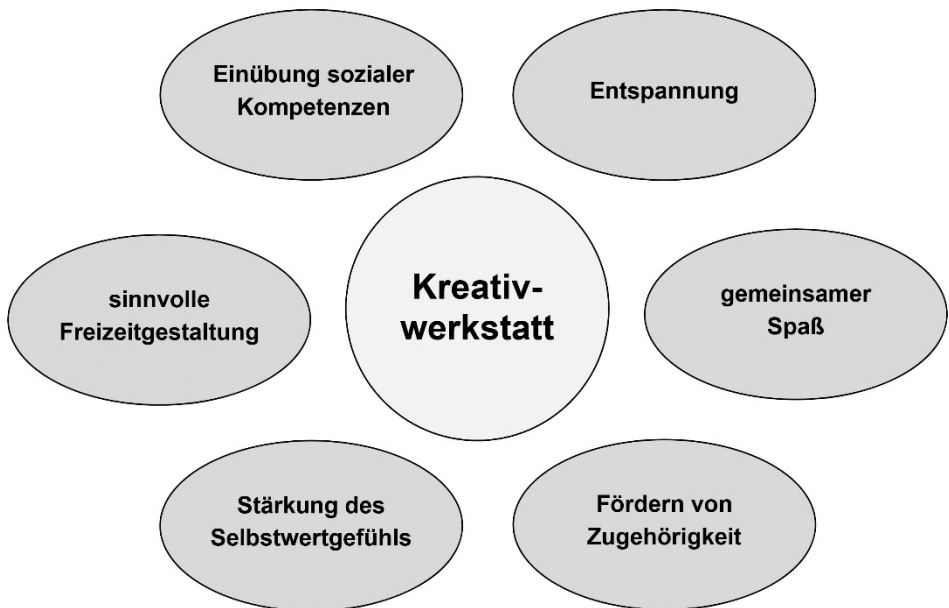 Einübung sozialer
Kompetenzen
Entspannung
sinnvolle
Freizeitgestaltung
Kreativ-
werkstatt
gemeinsamer
Spaß
Stärkung des
Selbstwertgefühls
Fördern von
Zugehörigkeit